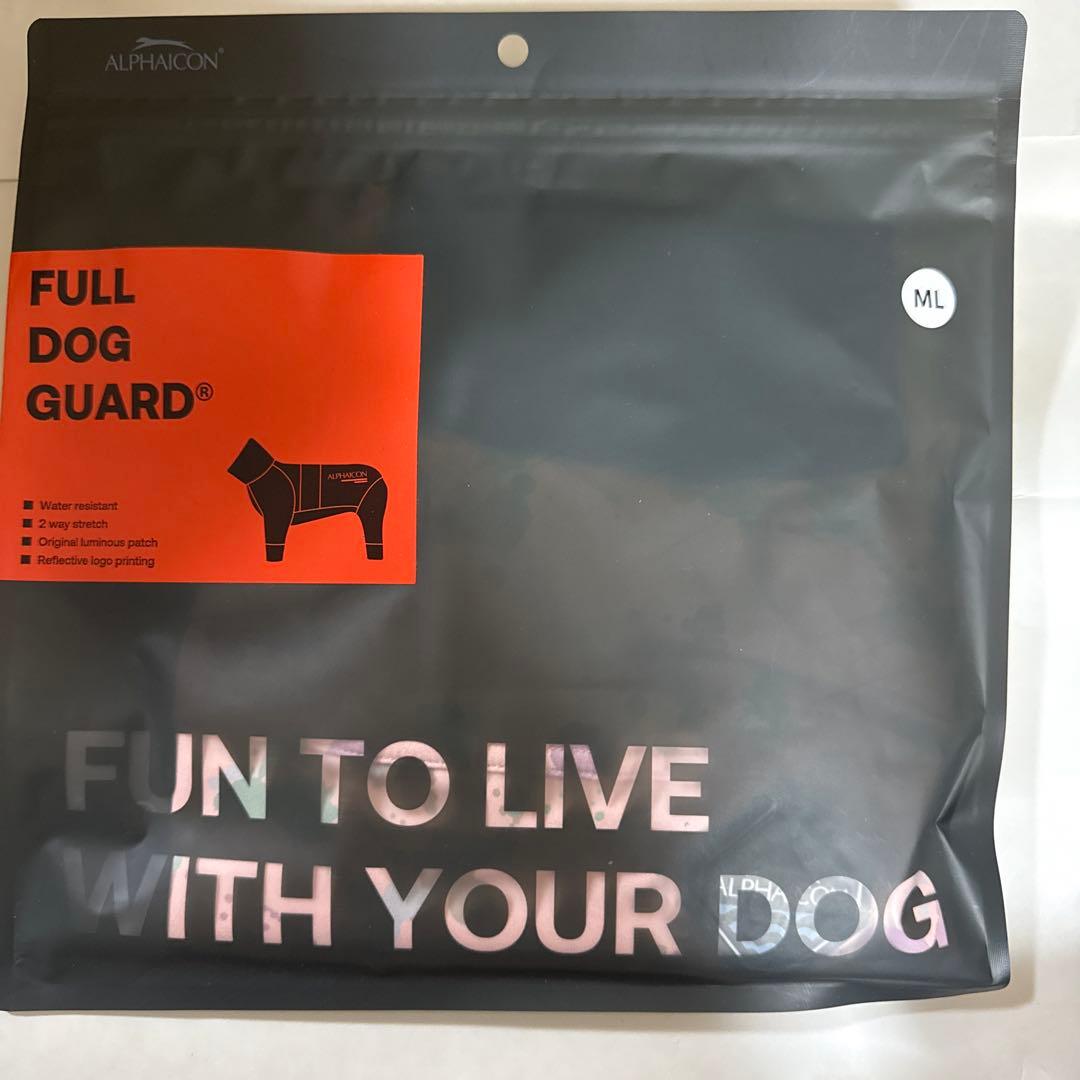 ALPHAICON®
ML
FULL
DOG
GUARD®
ALPHAICON
■ Water resistant
■ 2 way stretch
■ Original luminous patch
■ Reflective logo printing
FUN TO LIVE
WITH YOUR DOG
ALPHAICON